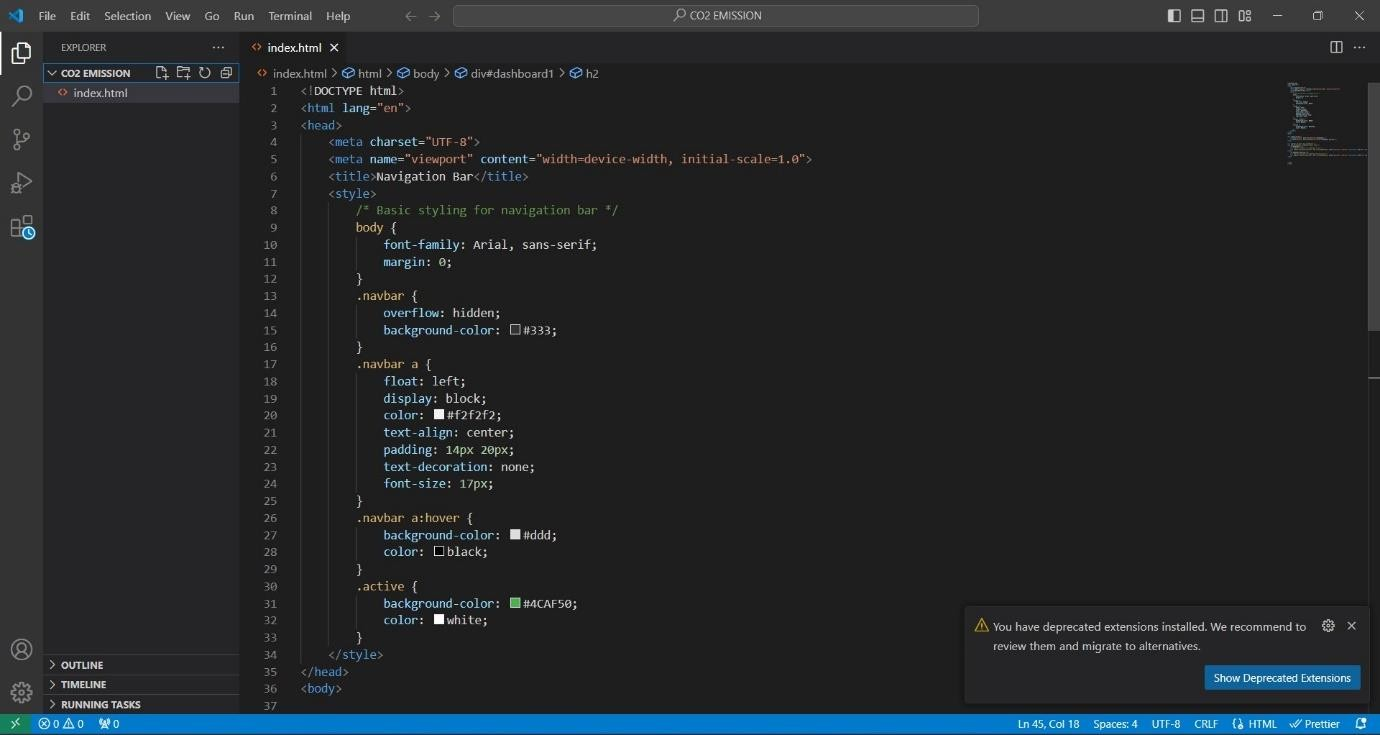 File Edit Selection View Go Run Terminal Help
CO2 EMISSION
EXPLORER
CO2 EMISSION
index.html
OUTLINE
TIMELINE
RUNNING TASKS
index.html
index.html > html > body > div#dashboard1 > h2
1 <!DOCTYPE html>
2 <html lang="en">
3 <head>
4 <meta charset="UTF-8">
5 <meta name="viewport" content="width=device-width, initial-scale=1.0">
6 <title>Navigation Bar</title>
7 <style>
8 /* Basic styling for navigation bar */
9 body {
10 font-family: Arial, sans-serif;
11 margin: 0;
12 }
13 .navbar {
14 overflow: hidden;
15 background-color: #333;
16 }
17 .navbar a {
18 float: left;
19 display: block;
20 color: #f2f2f2;
21 text-align: center;
22 padding: 14px 20px;
23 text-decoration: none;
24 font-size: 17px;
25 }
26 .navbar a:hover {
27 background-color: #ddd;
28 color: black;
29 }
30 .active {
31 background-color: #4CAF50;
32 color: white;
33 }
34 </style>
35 </head>
36 <body>
37
You have deprecated extensions installed. We recommend to
review them and migrate to alternatives.
Show Deprecated Extensions
0 0 0 Ln 45, Col 18 Spaces: 4 UTF-8 CRLF HTML Prettier